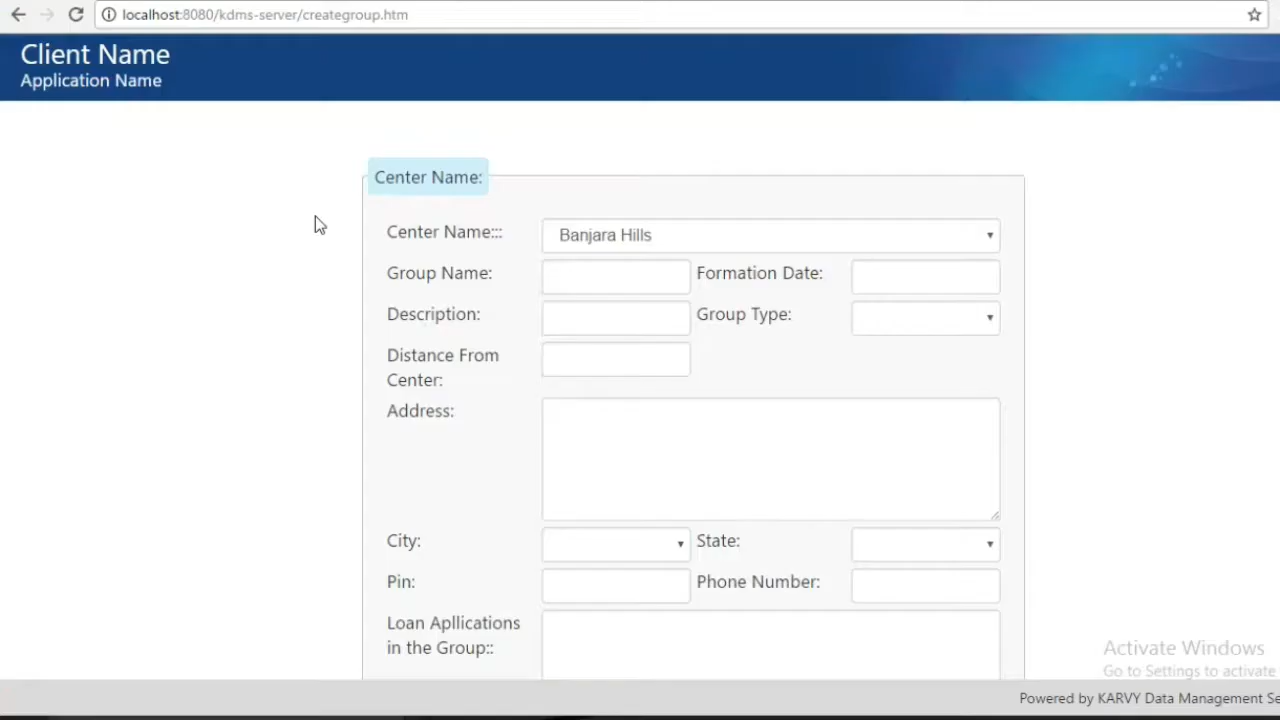 localhost:8080/kdms-server/creategroup.htm
Client Name
Application Name
Center Name:
Center Name:::
Banjara Hills
Group Name:
Formation Date:
Description:
Group Type:
Distance From
Center:
Address:
City:
State:
Pin:
Phone Number:
Loan Apllications
in the Group::
Activate Windows
Go to Settings to activate
Powered by KARVY Data Management Se